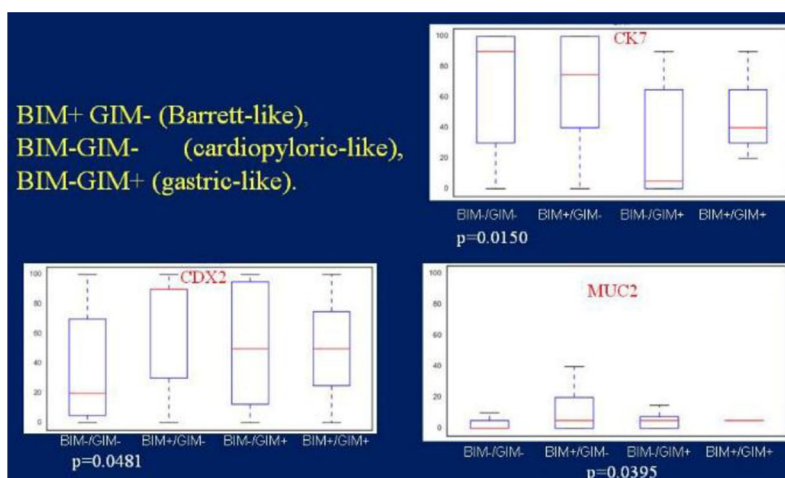 BIM+ GIM- (Barrett-like),
BIM-GIM- (cardiopyloric-like),
BIM-GIM+ (gastric-like).
CK7
100
80
60
40
20
0
BIM-/GIM- BIM+/GIM- BIM-/GIM+ BIM+/GIM+
p=0.0150
CDX2
100
80
60
40
20
0
BIM-/GIM- BIM+/GIM- BIM-/GIM+ BIM+/GIM+
p=0.0481
MUC2
100
80
60
40
20
0
BIM-/GIM- BIM+/GIM- BIM-/GIM+ BIM+/GIM+
p=0.0395